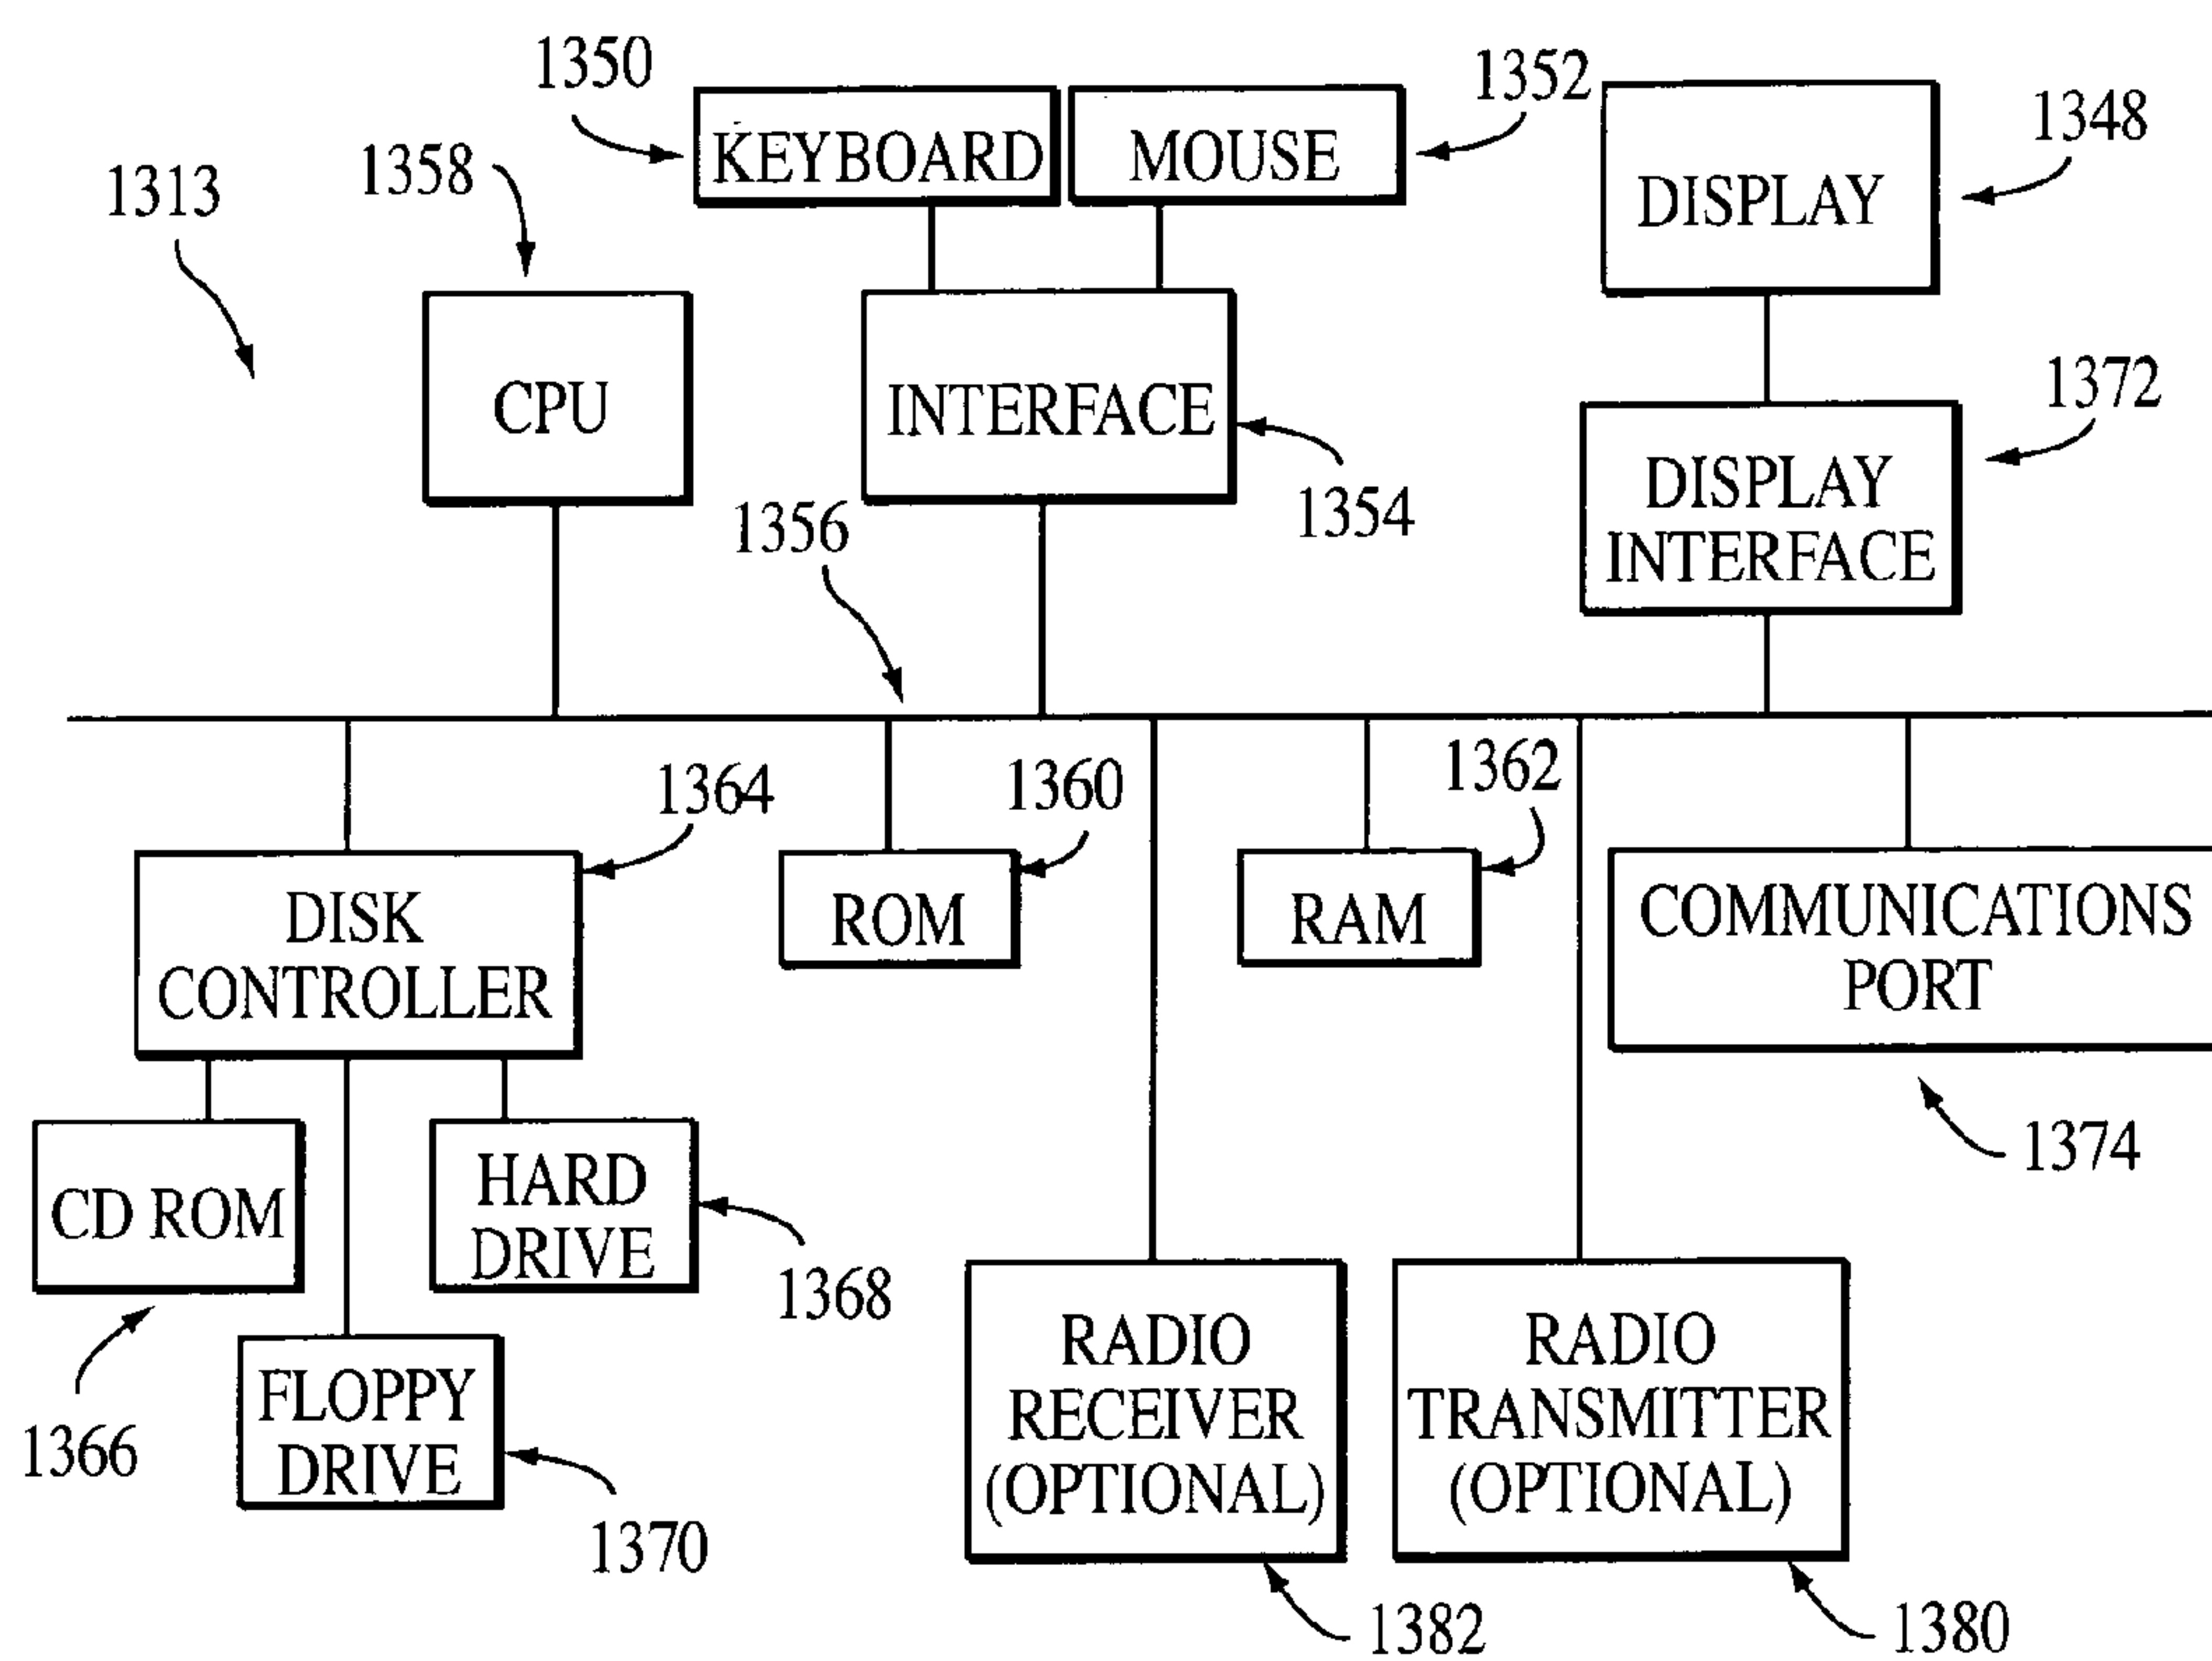 1350
1352
1348
1358
1313
KEYBOARD
MOUSE
DISPLAY
1372
CPU
INTERFACE
1354
DISPLAY
INTERFACE
1356
1364
1360
1362
DISK
CONTROLLER
ROM
RAM
COMMUNICATIONS
PORT
1374
CD ROM
HARD
DRIVE
1368
1366
FLOPPY
DRIVE
1370
RADIO
RECEIVER
(OPTIONAL)
RADIO
TRANSMITTER
(OPTIONAL)
1382
1380